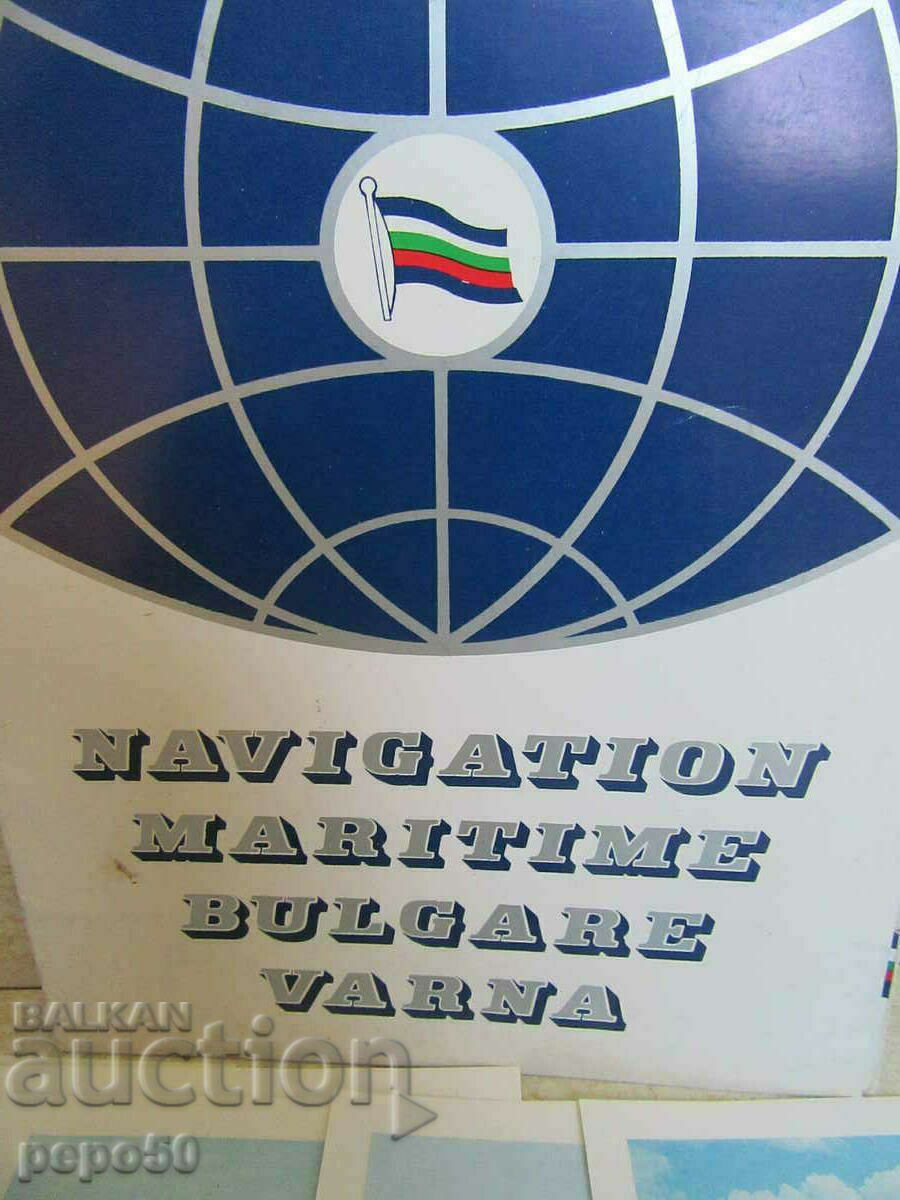 NAVIGATION
MARITIME
BULGARE
VARNA
BALKAN
auction
pepo50